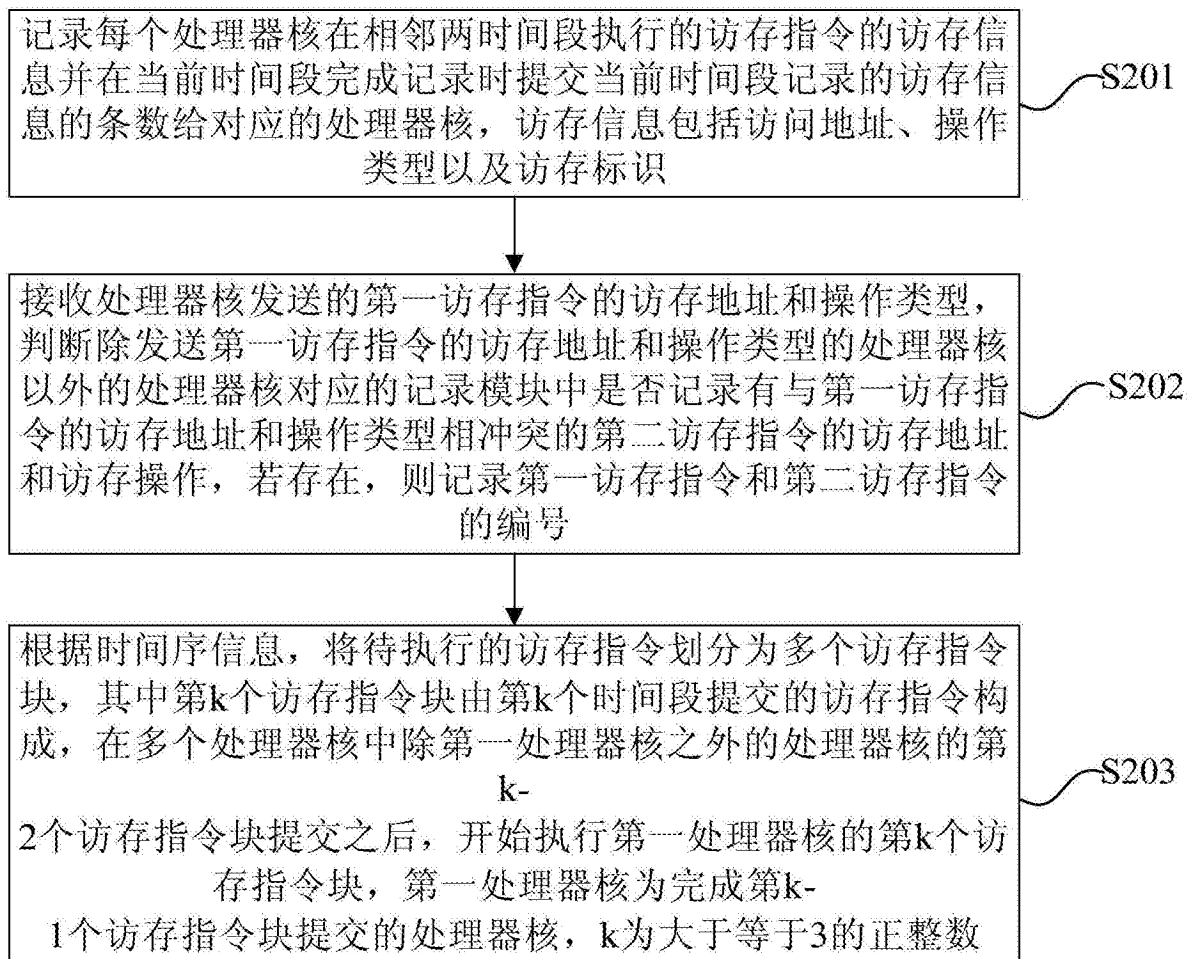 记录每个处理器核在相邻两时间段执行的访存指令的访存信
息并在当前时间段完成记录时提交当前时间段记录的访存信
息的条数给对应的处理器核，访存信息包括访问地址、操作
类型以及访存标识
S201
接收处理器核发送的第一访存指令的访存地址和操作类型，
判断除发送第一访存指令的访存地址和操作类型的处理器核
以外的处理器核对应的记录模块中是否记录有与第一访存指
令的访存地址和操作类型相冲突的第二访存指令的访存地址
和访存操作，若存在，则记录第一访存指令和第二访存指令
的编号
S202
根据时间序信息，将待执行的访存指令划分为多个访存指令
块，其中第k个访存指令块由第k个时间段提交的访存指令构
成，在多个处理器核中除第一处理器核之外的处理器核的第
k-
2个访存指令块提交之后，开始执行第一处理器核的第k个访
存指令块，第一处理器核为完成第k-
1个访存指令块提交的处理器核，k为大于等于3的正整数
S203